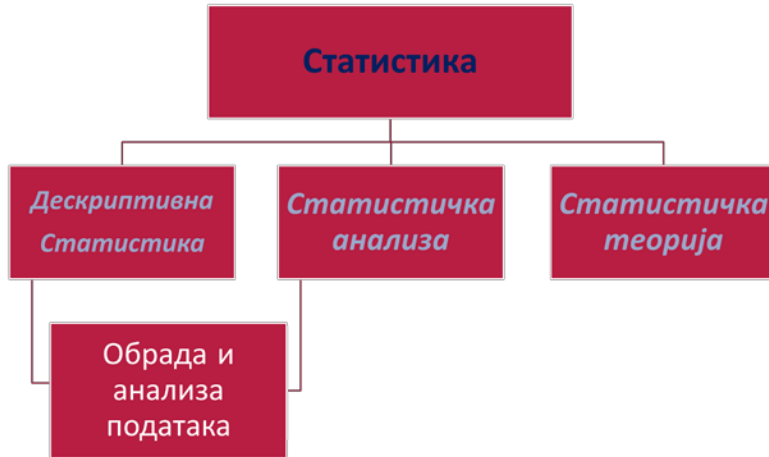 Статистика
Дескриптивна
Статистика
Статистичка
анализа
Статистичка
теорија
Обрада и
анализа
података